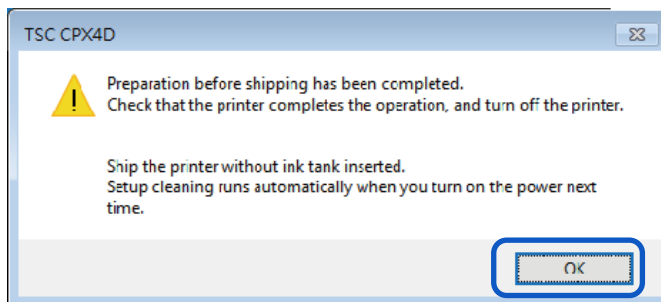 TSC CPX4D
Preparation before shipping has been completed.
Check that the printer completes the operation, and turn off the printer.
Ship the printer without ink tank inserted.
Setup cleaning runs automatically when you turn on the power next
time.
OK